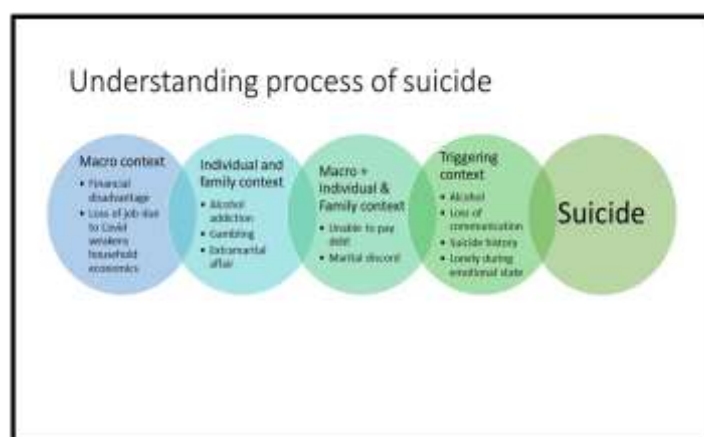 Understanding process of suicide
Macro context
• Financial
disadvantage
• Loss of job due
to Covid
weakens
household
economics
Individual and
family context
• Alcohol
addiction
• Gambling
• Extramarital
affair
Macro +
Individual &
Family context
• Unable to pay
debt
• Marital discord
Triggering
context
• Alcohol
• Loss of
communication
• Suicide history
• Lonely during
emotional state
Suicide